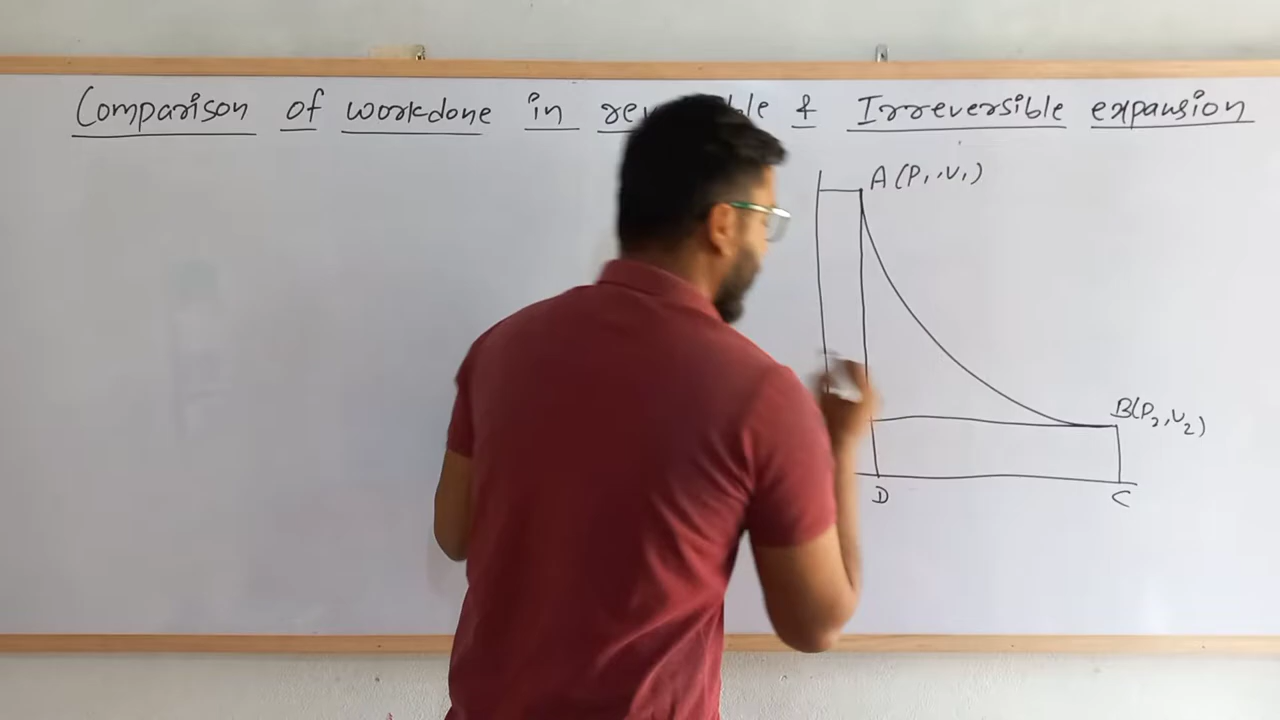 Comparison of workdone in & Irreversible expansion
A(P₁,V₁)
B(P₂,V₂)
D C